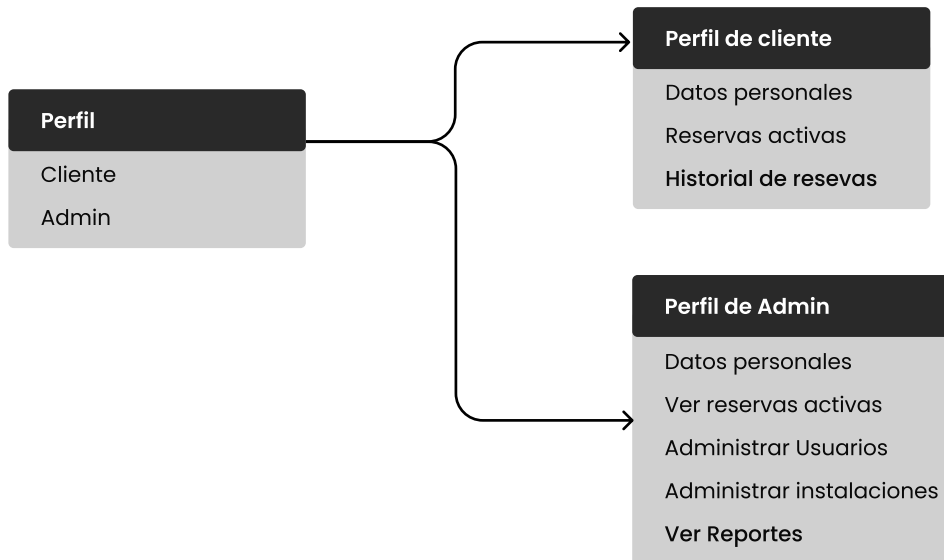 Perfil
Cliente
Admin
Perfil de cliente
Datos personales
Reservas activas
Historial de resevas
Perfil de Admin
Datos personales
Ver reservas activas
Administrar Usuarios
Administrar instalaciones
Ver Reportes